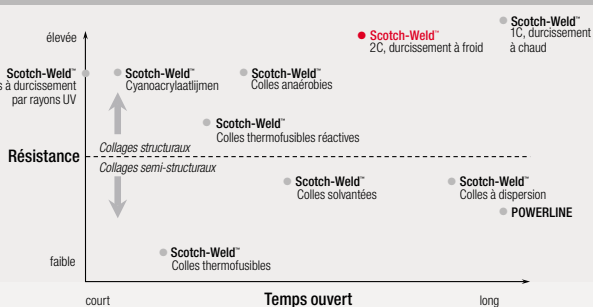 élevée
Scotch-Weld™
1C, durcissement
à chaud
Scotch-Weld™
2C, durcissement à froid
Scotch-Weld™
s à durcissement
par rayons UV
Scotch-Weld™
Cyanoacrylaatlijmen
Scotch-Weld™
Colles anaérobies
Scotch-Weld™
Colles thermofusibles réactives
Collages structuraux
Résistance
Collages semi-structuraux
Scotch-Weld™
Colles solvantées
Scotch-Weld™
Colles à dispersion
POWERLINE
Scotch-Weld™
Colles thermofusibles
faible
court
Temps ouvert
long